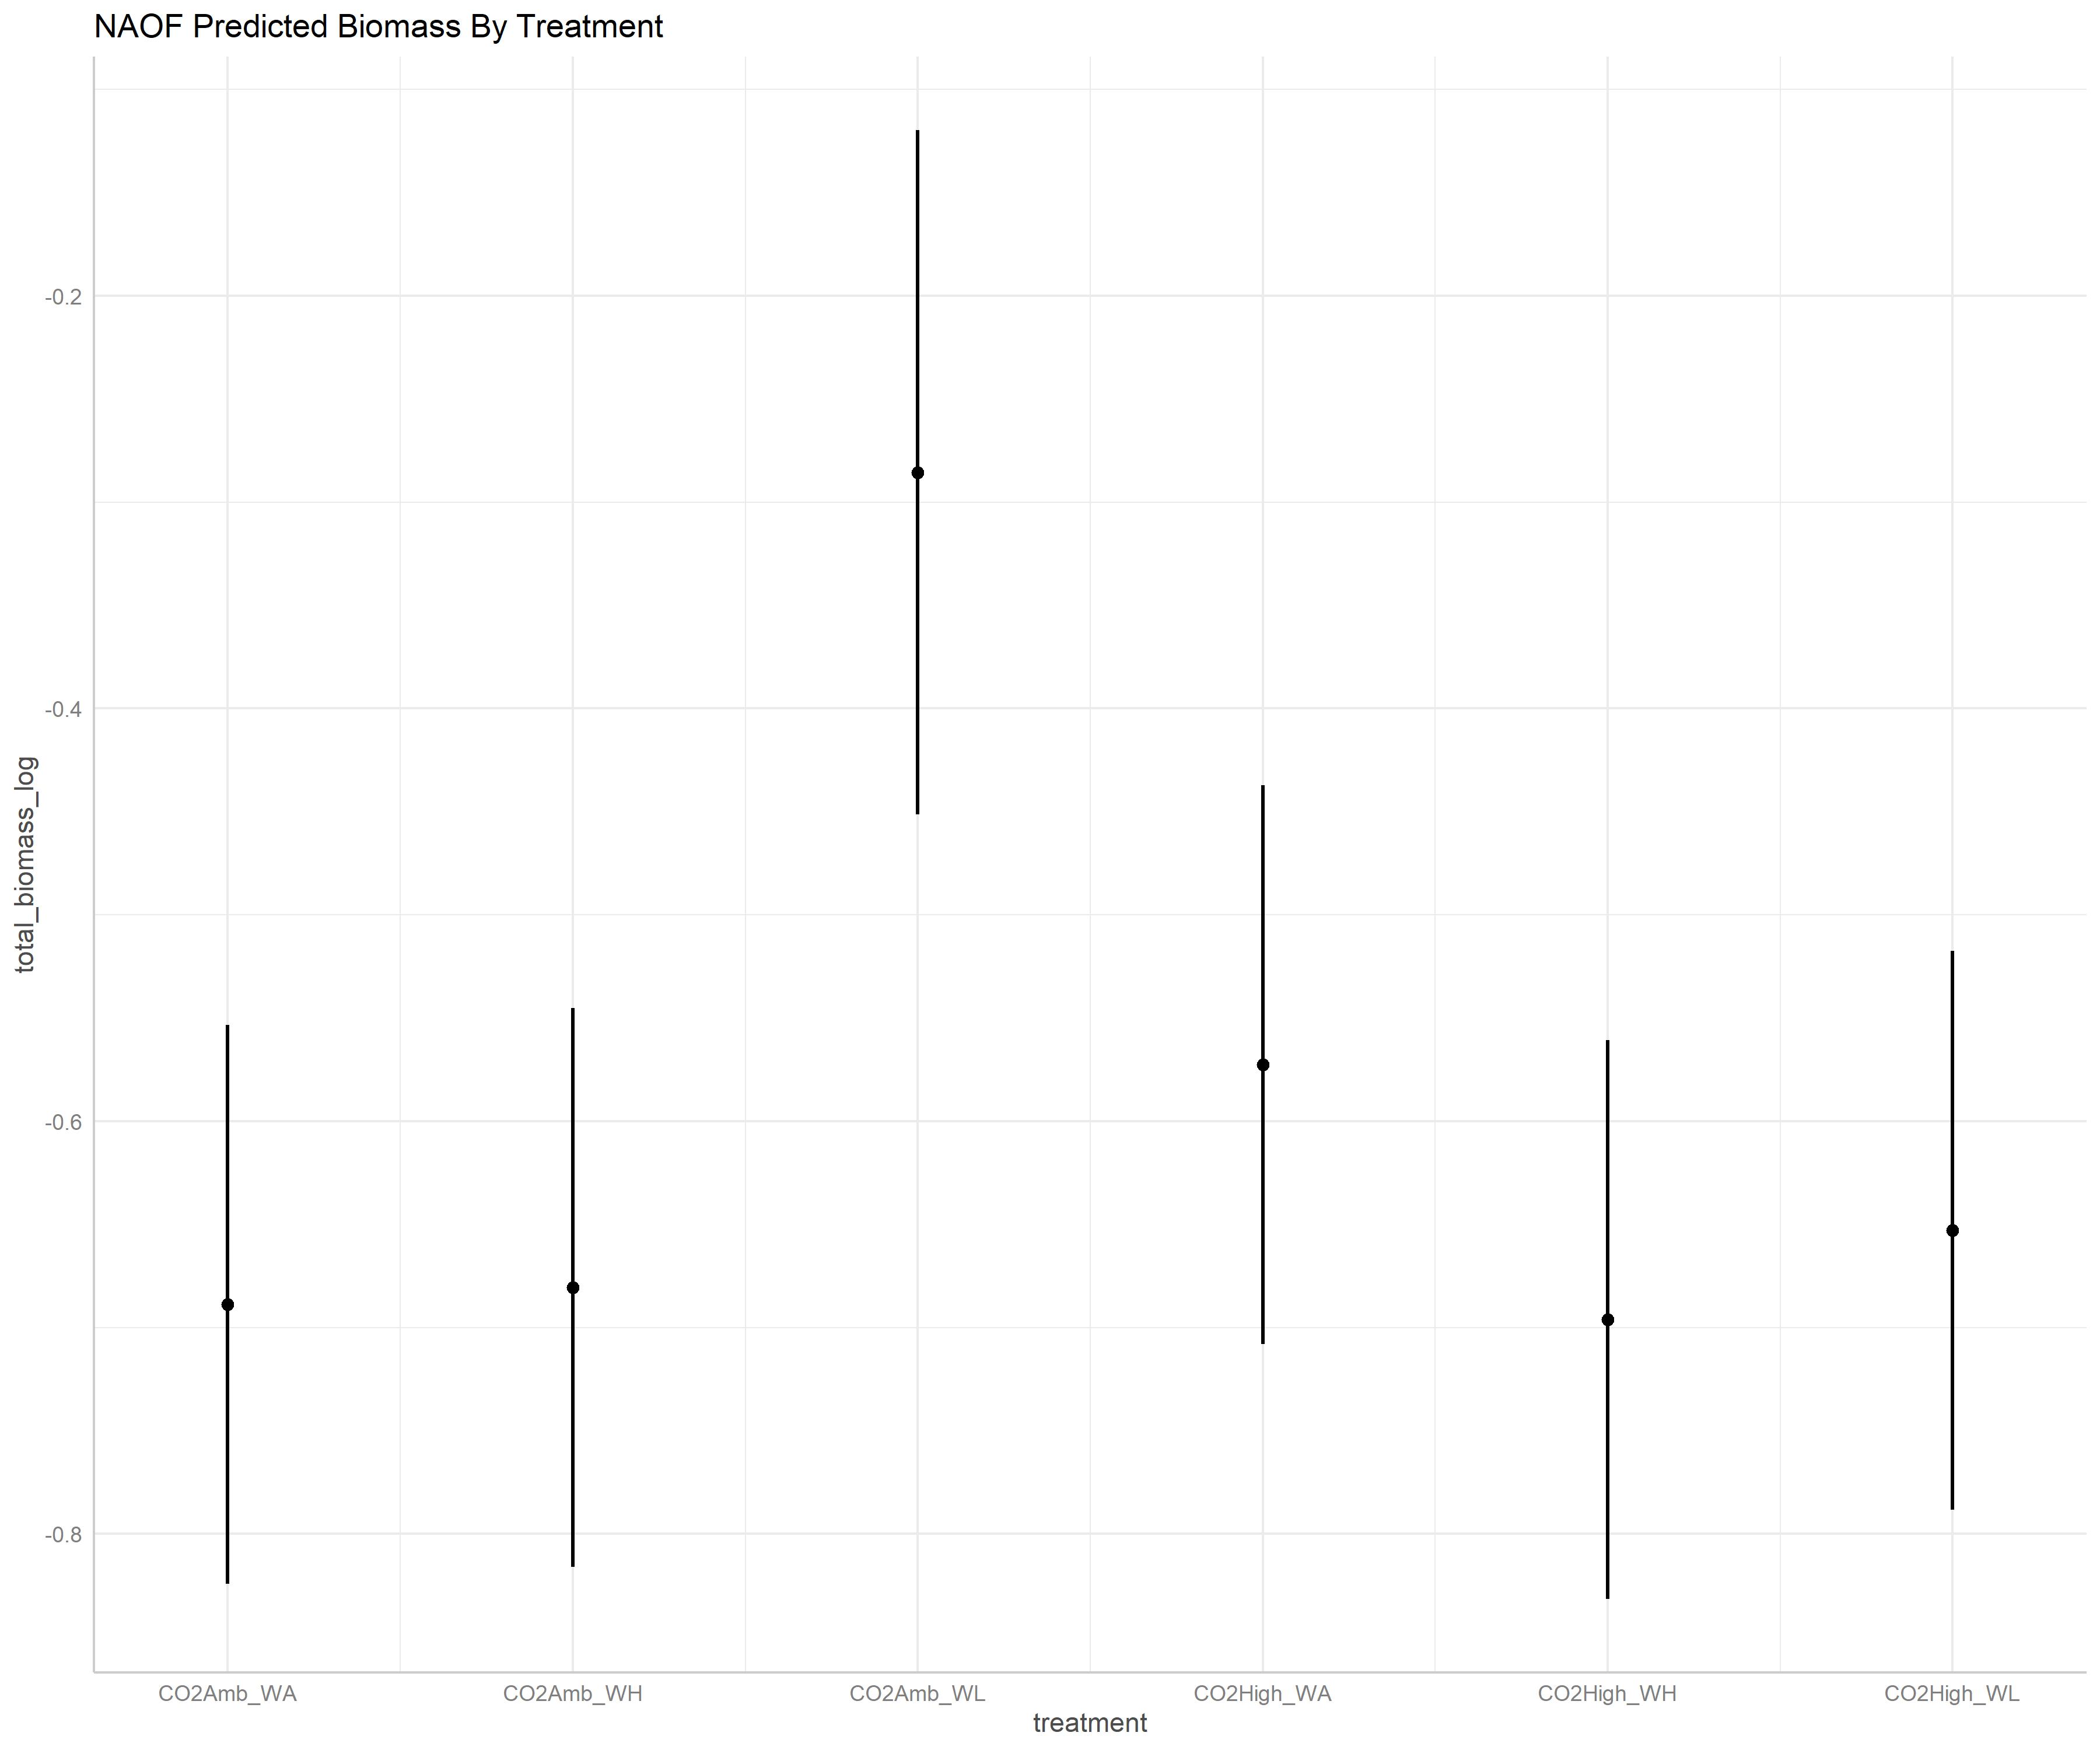 NAOF Predicted Biomass By Treatment
-0.2
-0.4
-0.6
-0.8
total_biomass_log
CO2Amb_WA
CO2Amb_WH
CO2Amb_WL
CO2High_WA
CO2High_WH
CO2High_WL
treatment